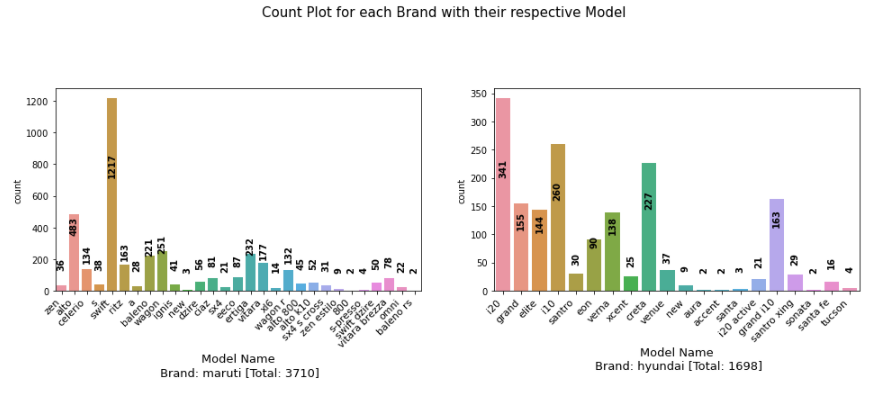 Count Plot for each Brand with their respective Model
count
1200
1000
800
600
400
200
0
36
483
134
38
1217
163
28
221
251
41
3
56
81
21
87
232
177
14
132
45
52
31
9
2
4
50
78
22
2
zen
alto
celerio
s
swift
ritz
a
baleno
wagon
ignis
new
dzire
ciaz
sx4
eeco
ertiga
vitara
xl6
wagon r
alto 800
alto k10
sx4 s cross
zen estilo
800
s-presso
swift dzire
vitara brezza
omni
baleno rs
Model Name
Brand: maruti [Total: 3710]
count
350
300
250
200
150
100
50
0
341
155
144
260
30
90
138
25
227
37
9
2
2
3
21
163
29
2
16
4
i20
grand
elite
i10
santro
eon
verna
xcent
creta
venue
new
aura
accent
santa
i20 active
grand i10
santro xing
sonata
santa fe
tucson
Model Name
Brand: hyundai [Total: 1698]